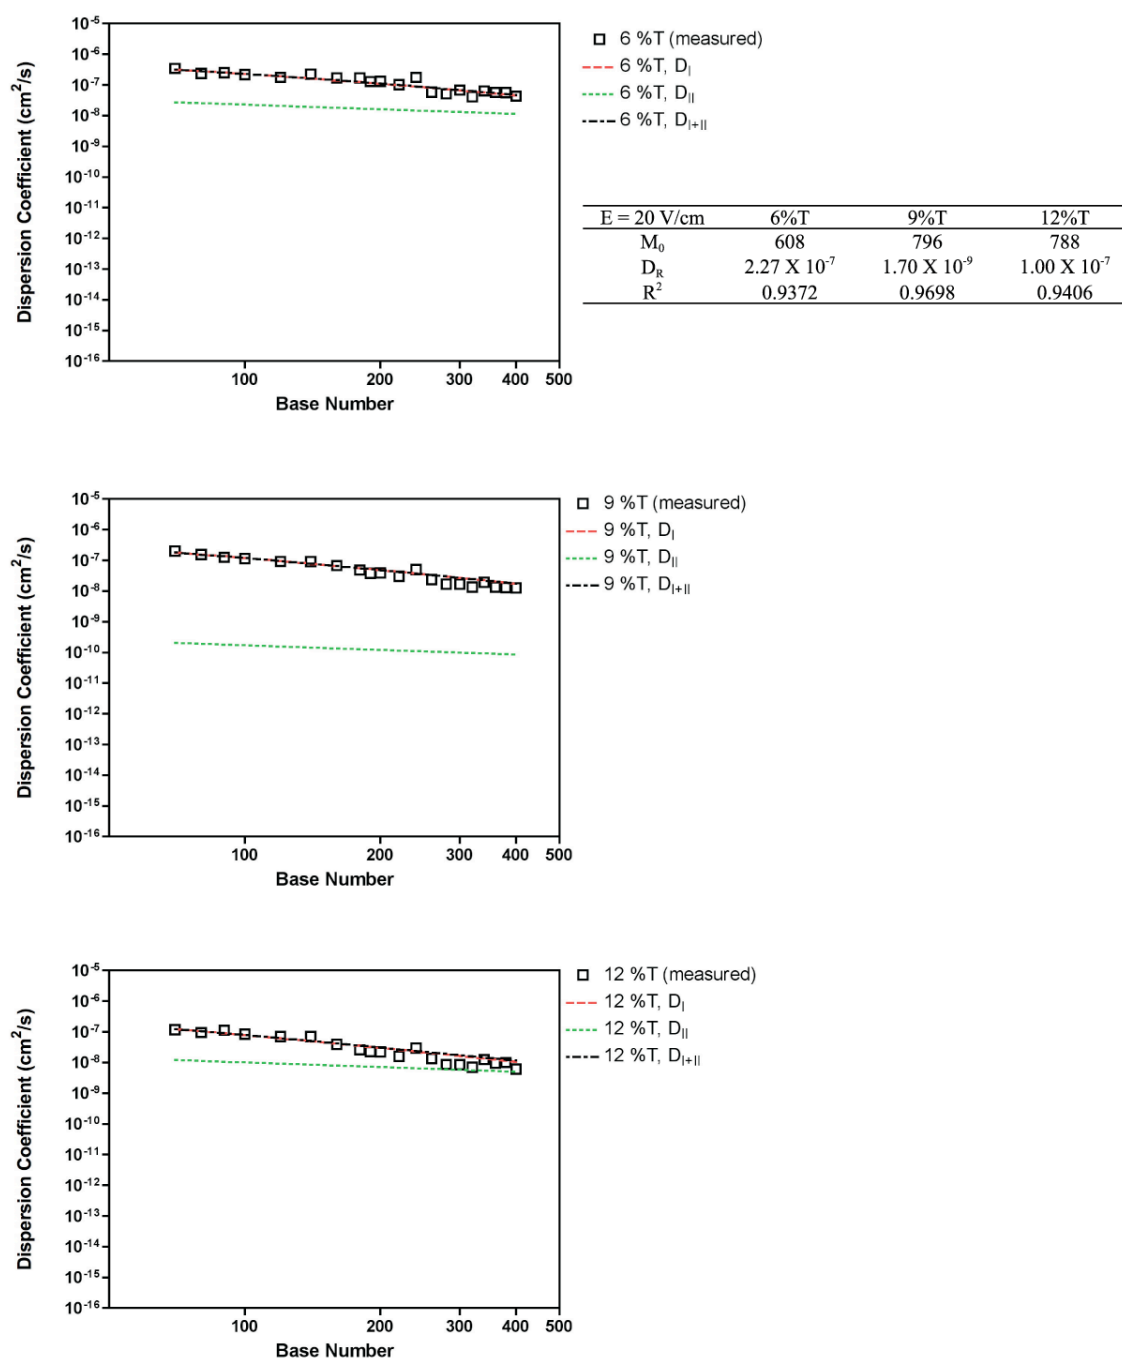 10⁻⁵
10⁻⁶
10⁻⁷
10⁻⁸
10⁻⁹
10⁻¹⁰
10⁻¹¹
10⁻¹²
10⁻¹³
10⁻¹⁴
10⁻¹⁵
10⁻¹⁶
Dispersion Coefficient (cm²/s)
100 200 300 400 500
Base Number
6 %T (measured)
6 %T, D_I
6 %T, D_II
6 %T, D_I+II
E = 20 V/cm 6%T 9%T 12%T
M₀ 608 796 788
D_R 2.27 X 10⁻⁷ 1.70 X 10⁻⁹ 1.00 X 10⁻⁷
R² 0.9372 0.9698 0.9406
10⁻⁵
10⁻⁶
10⁻⁷
10⁻⁸
10⁻⁹
10⁻¹⁰
10⁻¹¹
10⁻¹²
10⁻¹³
10⁻¹⁴
10⁻¹⁵
10⁻¹⁶
Dispersion Coefficient (cm²/s)
100 200 300 400 500
Base Number
9 %T (measured)
9 %T, D_I
9 %T, D_II
9 %T, D_I+II
10⁻⁵
10⁻⁶
10⁻⁷
10⁻⁸
10⁻⁹
10⁻¹⁰
10⁻¹¹
10⁻¹²
10⁻¹³
10⁻¹⁴
10⁻¹⁵
10⁻¹⁶
Dispersion Coefficient (cm²/s)
100 200 300 400 500
Base Number
12 %T (measured)
12 %T, D_I
12 %T, D_II
12 %T, D_I+II